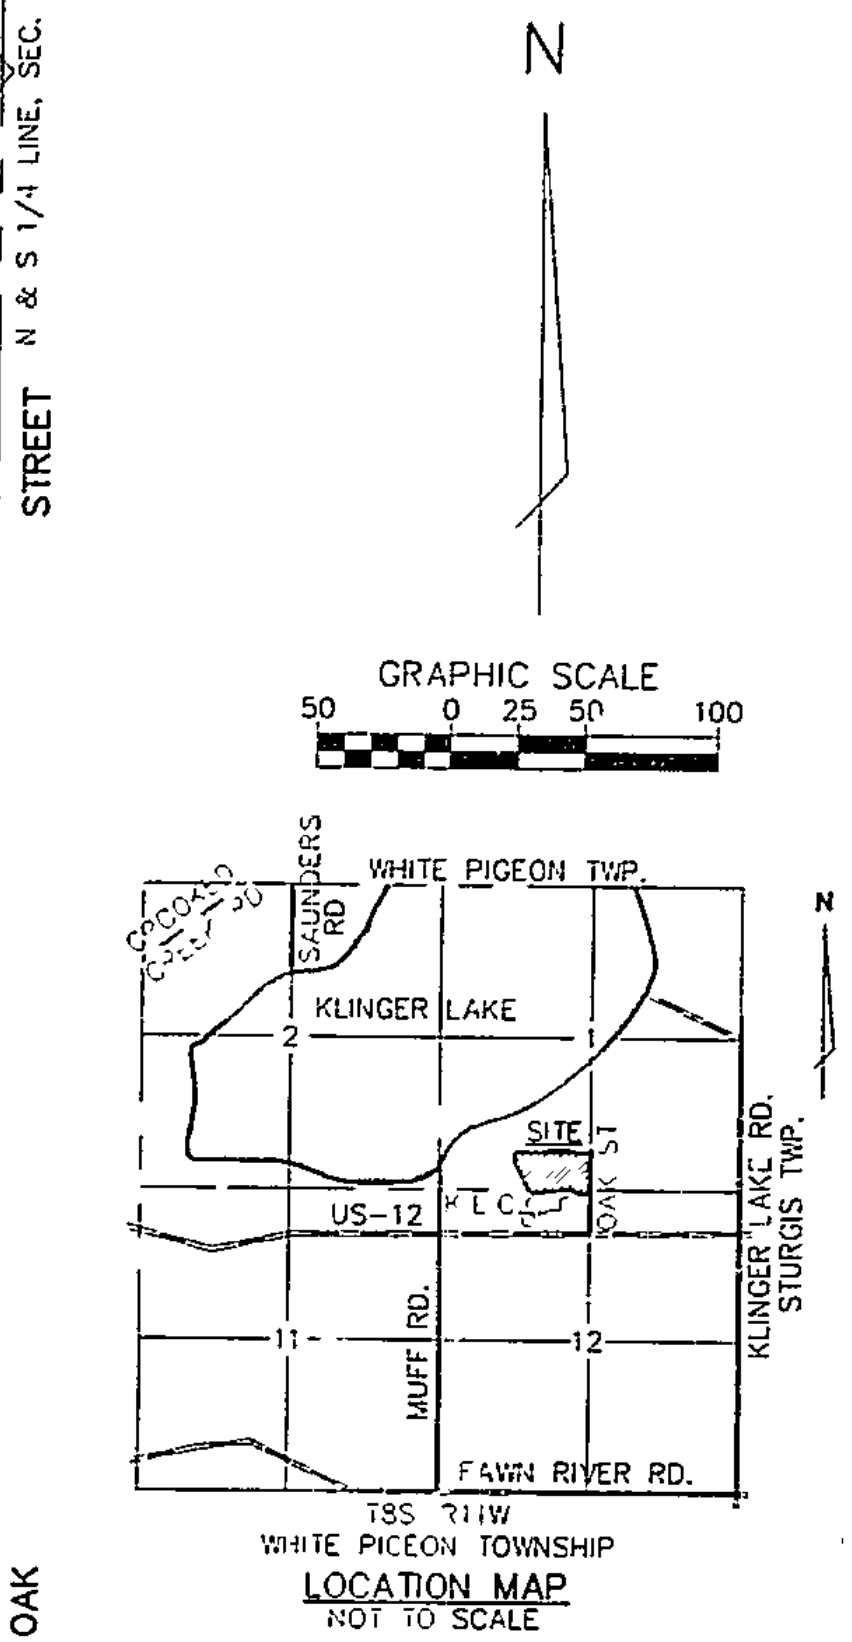 N & S 1/4 LINE, SEC.
STREET
OAK
N
GRAPHIC SCALE
50 0 25 50 100
WHITE PIGEON TWP.
SAUNDERS
RD
N
KLINGER LAKE
2 1
SITE
OAK ST
US-12
KLINGER LAKE RD.
STURGIS TWP.
MUFF RD.
11 12
FAWN RIVER RD.
T8S R11W
WHITE PIGEON TOWNSHIP
LOCATION MAP
NOT TO SCALE